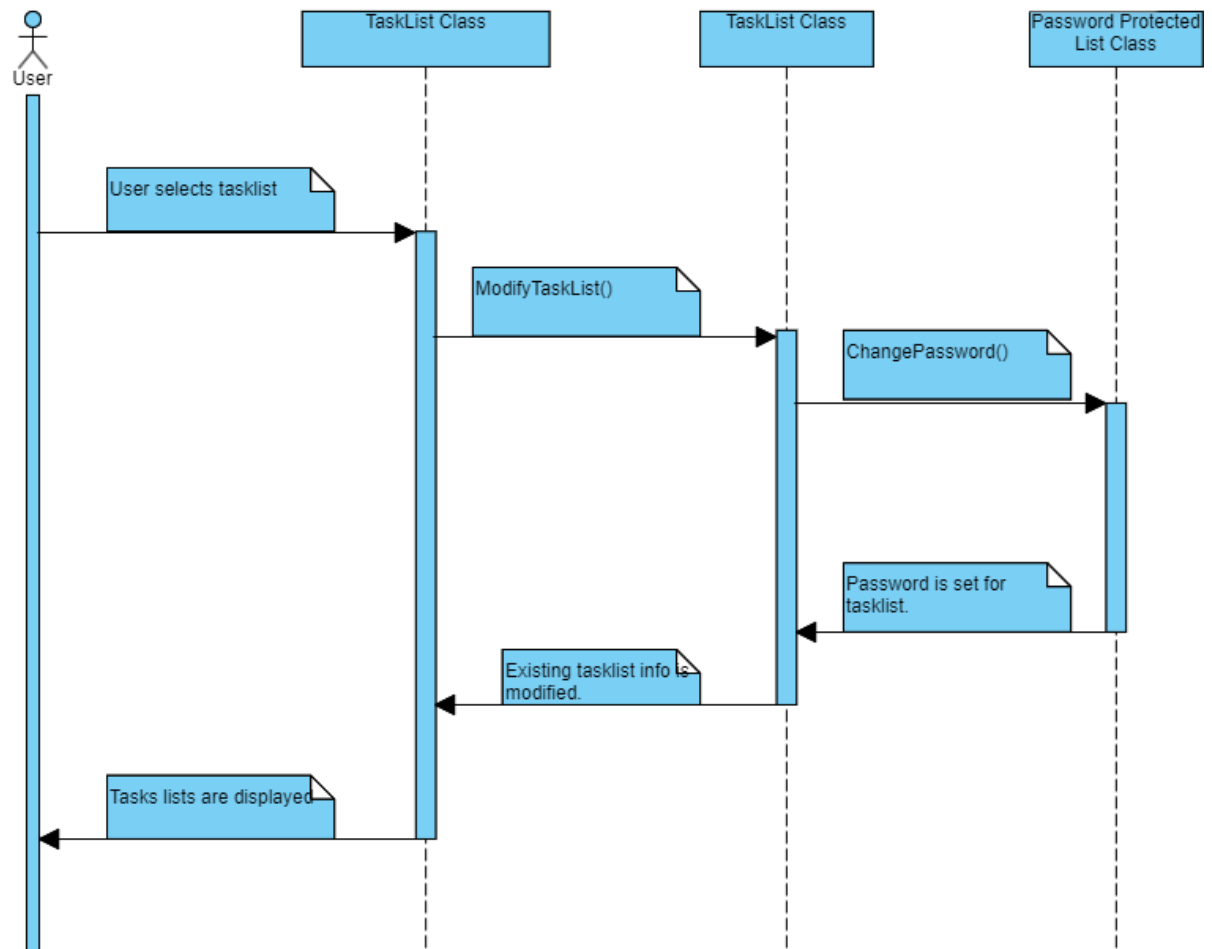 TaskList Class
TaskList Class
Password Protected
List Class
User
User selects tasklist
ModifyTaskList()
ChangePassword()
Password is set for
tasklist.
Existing tasklist info is
modified.
Tasks lists are displayed